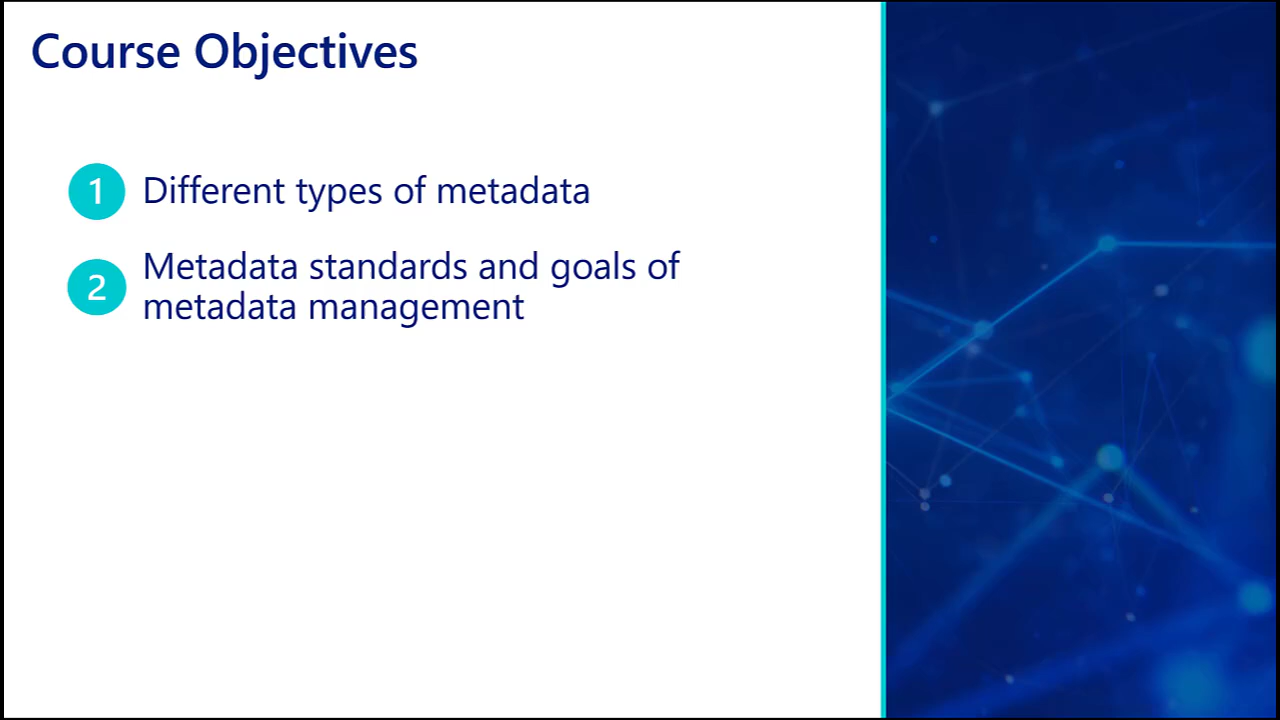 Course Objectives
1 Different types of metadata
2 Metadata standards and goals of
metadata management